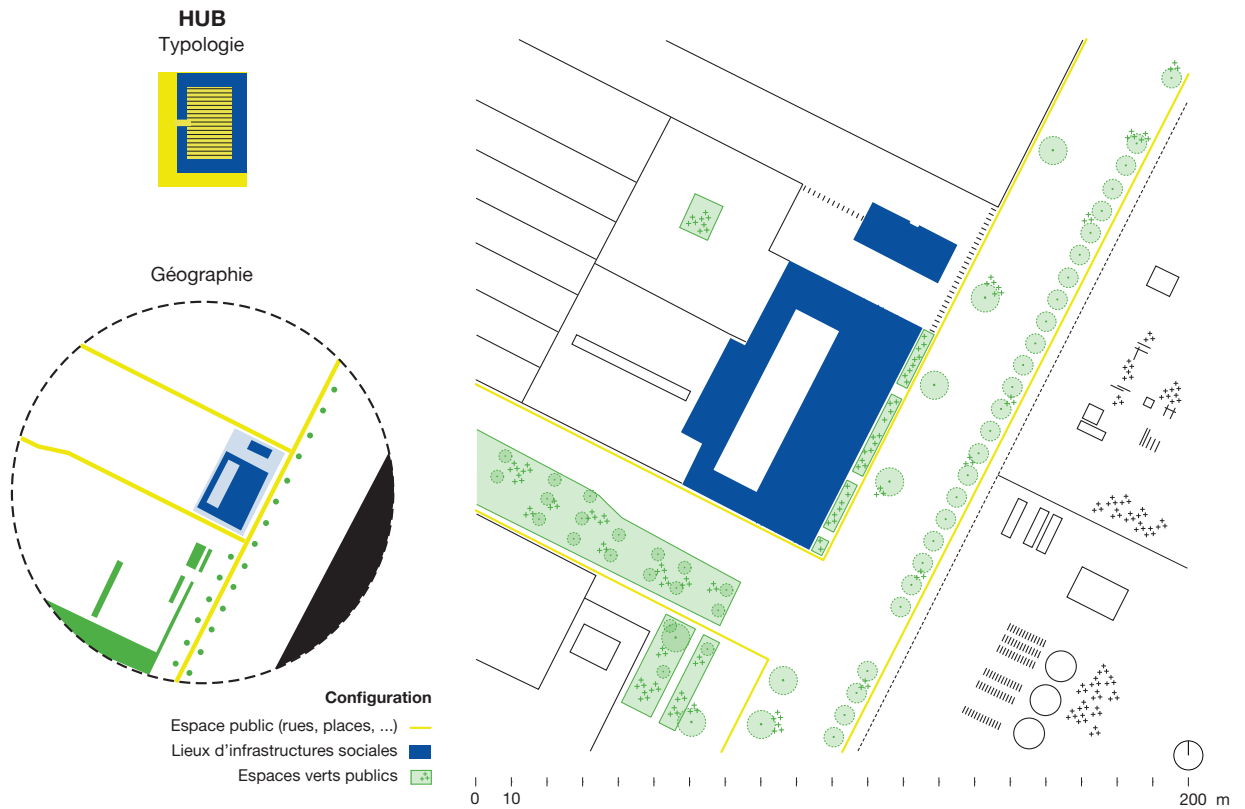 HUB
Typologie
Géographie
Configuration
Espace public (rues, places, ...)
Lieux d'infrastructures sociales
Espaces verts publics
0 10 200 m